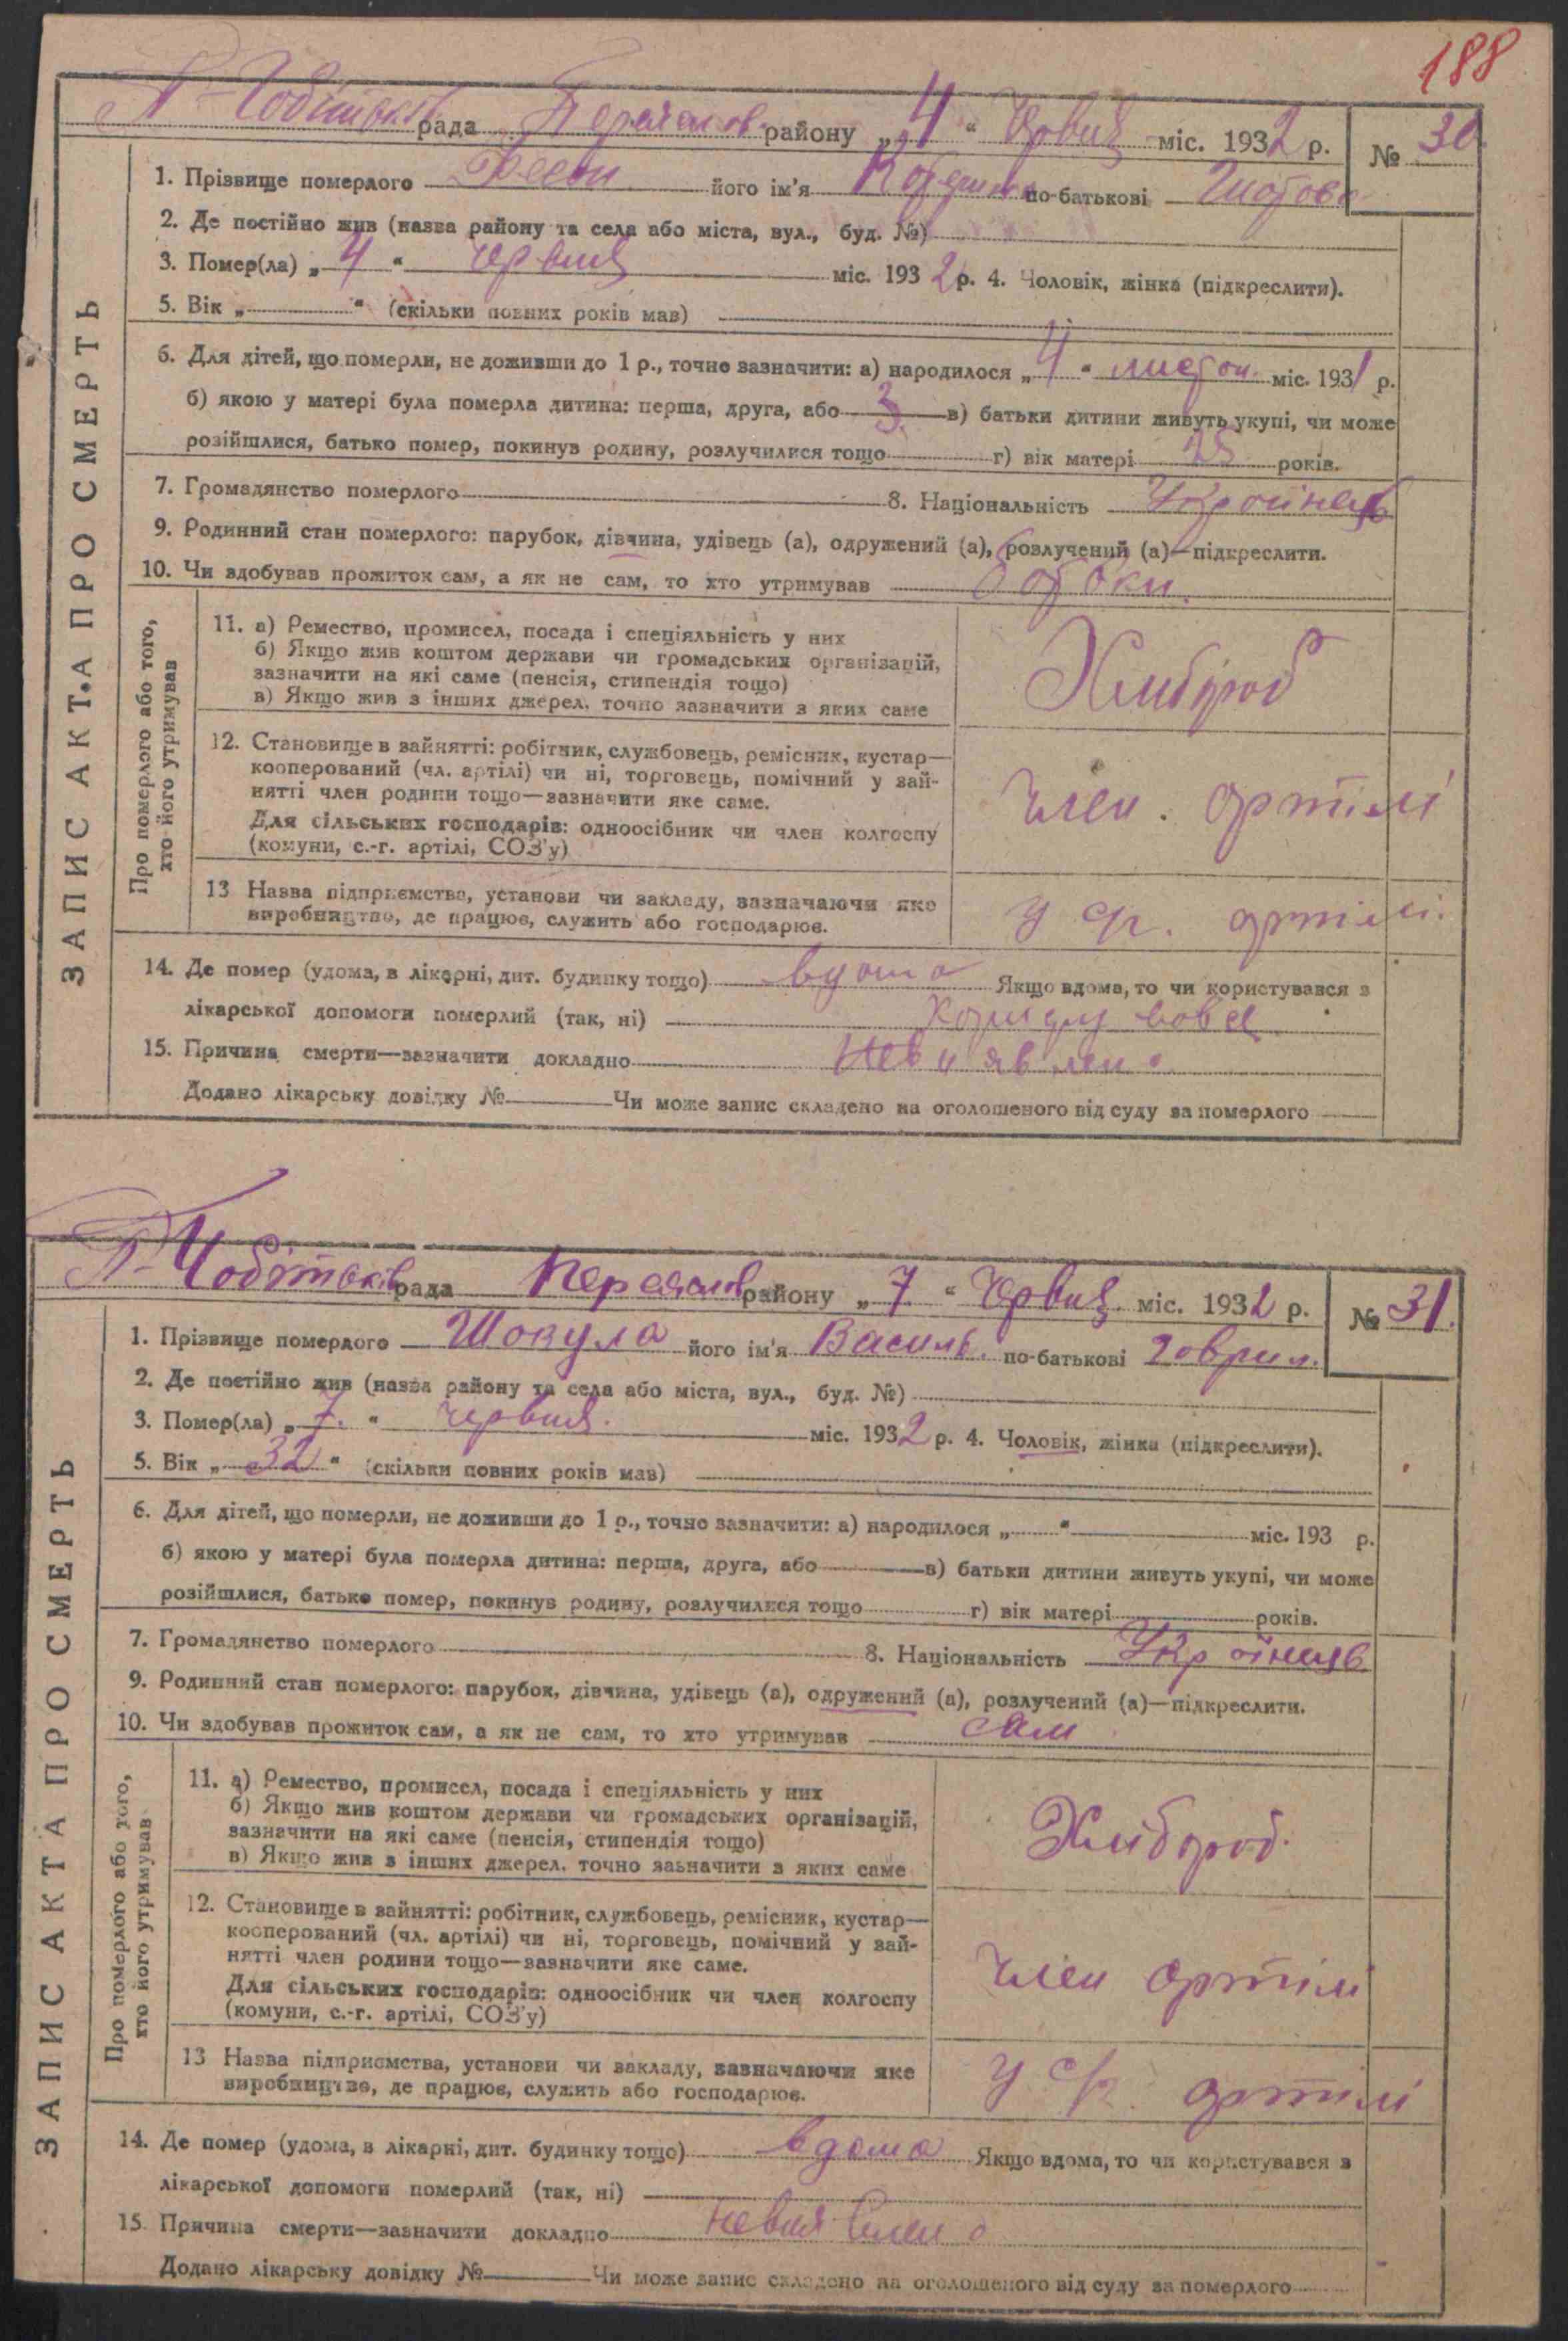 188
рада района „4“ Червня міс. 1932 р. № 30.
1. Прізвище померлого його ім'я по-батькові
2. Де постійно жив (назва району та села або міста, вул., буд. №)
3. Помер(ла) „4“ червня міс. 1932 р. 4. Чоловік, жінка (підкреслити).
5. Вік „ “ (скільки повних років мав)
6. Для дітей, що померли, не доживши до 1 р., точно зазначити: а) народилося „4“ листоп. міс. 1931 р.
б) якою у матері була померла дитина: перша, друга, або 3. в) батьки дитини живуть укупі, чи може
розійшлися, батько помер, покинув родину, розлучилися тощо г) вік матері 25 років.
7. Громадянство померлого 8. Національність
9. Родинний стан померлого: парубок, дівчина, удівець (а), одружений (а), розлучений (а)—підкреслити.
10. Чи здобував прожиток сам, а як не сам, то хто утримував батьки.
ЗАПИС АКТА ПРО СМЕРТЬ
Про померлого або того,
хто його утримував
11. а) Ремество, промисел, посада і спеціяльність у них
б) Якщо жив коштом держави чи громадських організацій,
зазначити на які саме (пенсія, стипендія тощо)
в) Якщо жив з інших джерел, точно зазначити з яких саме
Хлібороб
12. Становище в зайнятті: робітник, службовець, ремісник, кустар—
кооперований (чл. артілі) чи ні, торговець, помічний у зай-
нятті член родини тощо—зазначити яке саме.
Для сільських господарів: одноосібник чи член колгоспу
(комуни, с.-г. артілі, СОЗ'у)
член. артілі
13 Назва підприємства, установи чи закладу, зазначаючи яке
виробництво, де працює, служить або господарює.
у с/г. артілі.
14. Де помер (удома, в лікарні, дит. будинку тощо) вдома Якщо вдома, то чи користувався з
лікарської допомоги померлий (так, ні)
15. Причина смерти—зазначити докладно Невиявлено
Додано лікарську довідку № Чи може запис складено на оголошеного від суду за померлого
рада району „7“ Червня міс. 1932 р. № 31.
1. Прізвище померлого Шокула його ім'я Василь. по-батькові Гаврил.
2. Де постійно жив (назва району та села або міста, вул., буд. №)
3. Помер(ла) „7.“ червня. міс. 1932 р. 4. Чоловік, жінка (підкреслити).
5. Вік „32“ (скільки повних років мав)
6. Для дітей, що померли, не доживши до 1 р., точно зазначити: а) народилося „ “ міс. 193 р.
б) якою у матері була померла дитина: перша, друга, або в) батьки дитини живуть укупі, чи може
розійшлися, батько помер, покинув родину, розлучилися тощо г) вік матері років.
7. Громадянство померлого 8. Національність Українець
9. Родинний стан померлого: парубок, дівчина, удівець (а), одружений (а), розлучений (а)—підкреслити.
10. Чи здобував прожиток сам, а як не сам, то хто утримував сам
ЗАПИС АКТА ПРО СМЕРТЬ
Про померлого або того,
хто його утримував
11. а) Ремество, промисел, посада і спеціяльність у них
б) Якщо жив коштом держави чи громадських організацій,
зазначити на які саме (пенсія, стипендія тощо)
в) Якщо жив з інших джерел, точно зазначити з яких саме
Хлібороб.
12. Становище в зайнятті: робітник, службовець, ремісник, кустар—
кооперований (чл. артілі) чи ні, торговець, помічний у зай-
нятті член родини тощо—зазначити яке саме.
Для сільських господарів: одноосібник чи член колгоспу
(комуни, с.-г. артілі, СОЗ'у)
член артілі
13 Назва підприємства, установи чи закладу, зазначаючи яке
виробництво, де працює, служить або господарює.
у с/г. артілі
14. Де помер (удома, в лікарні, дит. будинку тощо) вдома Якщо вдома, то чи користувався з
лікарської допомоги померлий (так, ні)
15. Причина смерти—зазначити докладно невиявлено
Додано лікарську довідку № Чи може запис складено на оголошеного від суду за померлого